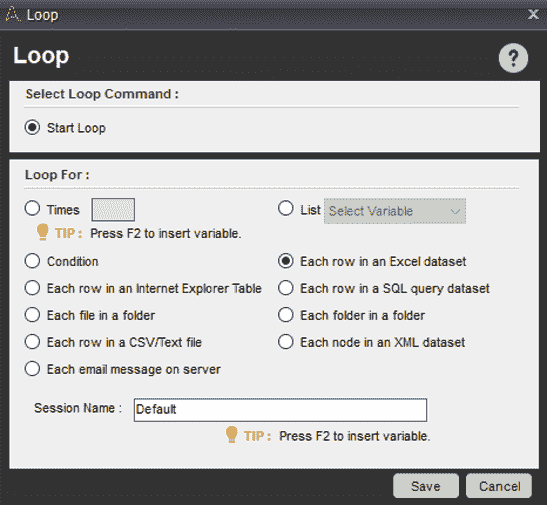 Loop
Loop
?
Select Loop Command :
Start Loop
Loop For :
Times
List Select Variable
TIP : Press F2 to insert variable.
Condition
Each row in an Excel dataset
Each row in an Internet Explorer Table
Each row in a SQL query dataset
Each file in a folder
Each folder in a folder
Each row in a CSV/Text file
Each node in an XML dataset
Each email message on server
Session Name : Default
TIP : Press F2 to insert variable.
Save Cancel